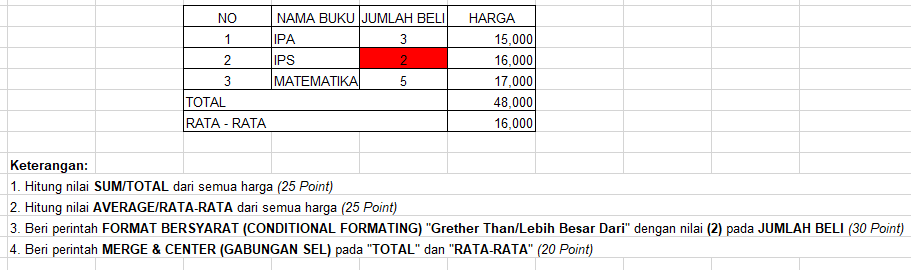 NO NAMA BUKU JUMLAH BELI HARGA
1 IPA 3 15,000
2 IPS 2 16,000
3 MATEMATIKA 5 17,000
TOTAL 48,000
RATA - RATA 16,000
Keterangan:
1. Hitung nilai SUM/TOTAL dari semua harga (25 Point)
2. Hitung nilai AVERAGE/RATA-RATA dari semua harga (25 Point)
3. Beri perintah FORMAT BERSYARAT (CONDITIONAL FORMATING) "Grether Than/Lebih Besar Dari" dengan nilai (2) pada JUMLAH BELI (30 Point)
4. Beri perintah MERGE & CENTER (GABUNGAN SEL) pada "TOTAL" dan "RATA-RATA" (20 Point)